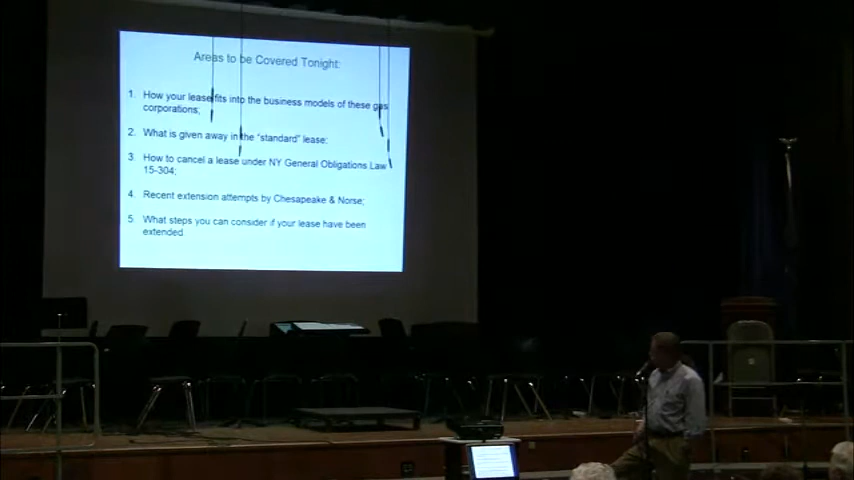 Areas to be Covered Tonight:
1. How your lease fits into the business models of these gas
corporations;
2. What is given away in the "standard" lease;
3. How to cancel a lease under NY General Obligations Law
15-304;
4. Recent extension attempts by Chesapeake & Norse;
5. What steps you can consider if your lease have been
extended